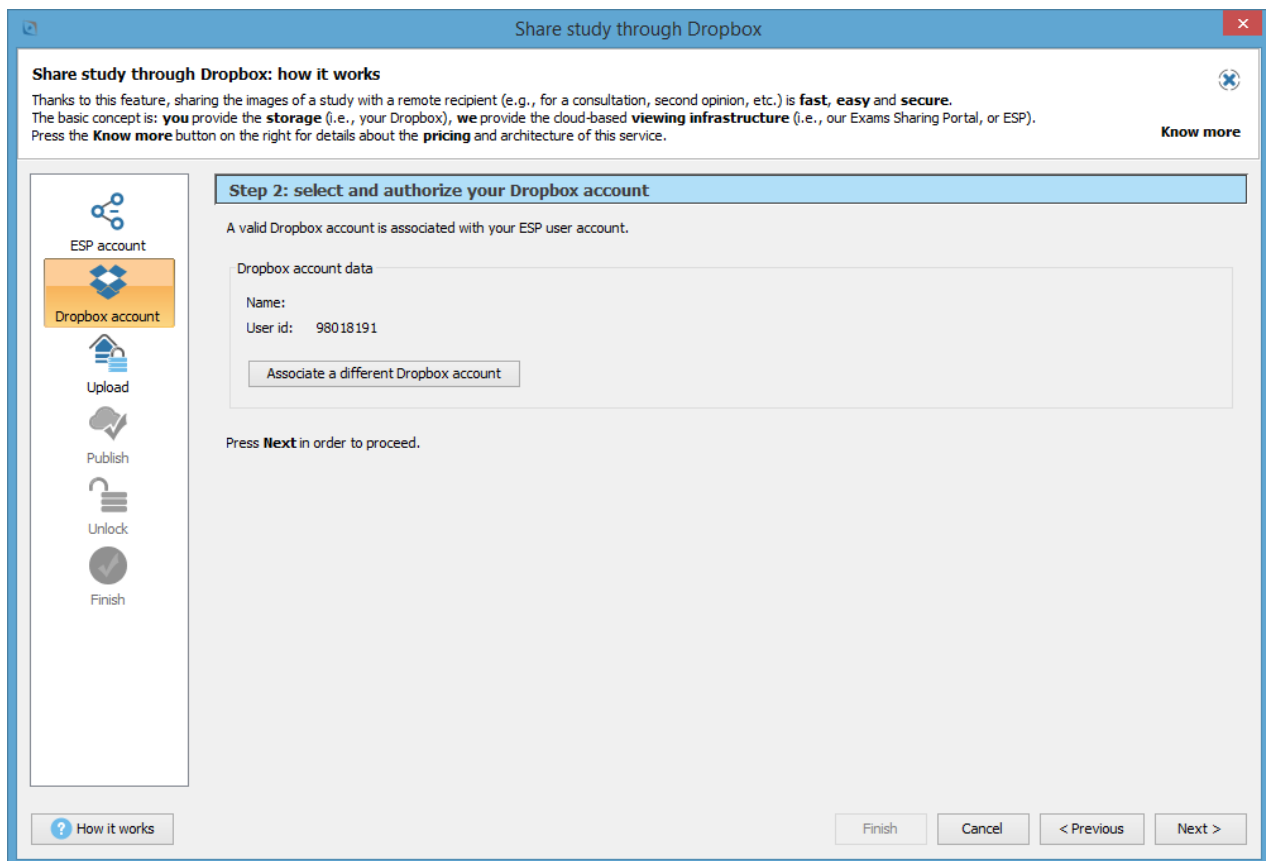 Share study through Dropbox
Share study through Dropbox: how it works
Thanks to this feature, sharing the images of a study with a remote recipient (e.g., for a consultation, second opinion, etc.) is fast, easy and secure.
The basic concept is: you provide the storage (i.e., your Dropbox), we provide the cloud-based viewing infrastructure (i.e., our Exams Sharing Portal, or ESP).
Press the Know more button on the right for details about the pricing and architecture of this service.
Know more
ESP account
Dropbox account
Upload
Publish
Unlock
Finish
Step 2: select and authorize your Dropbox account
A valid Dropbox account is associated with your ESP user account.
Dropbox account data
Name:
User id: 98018191
Associate a different Dropbox account
Press Next in order to proceed.
? How it works
Finish
Cancel
< Previous
Next >